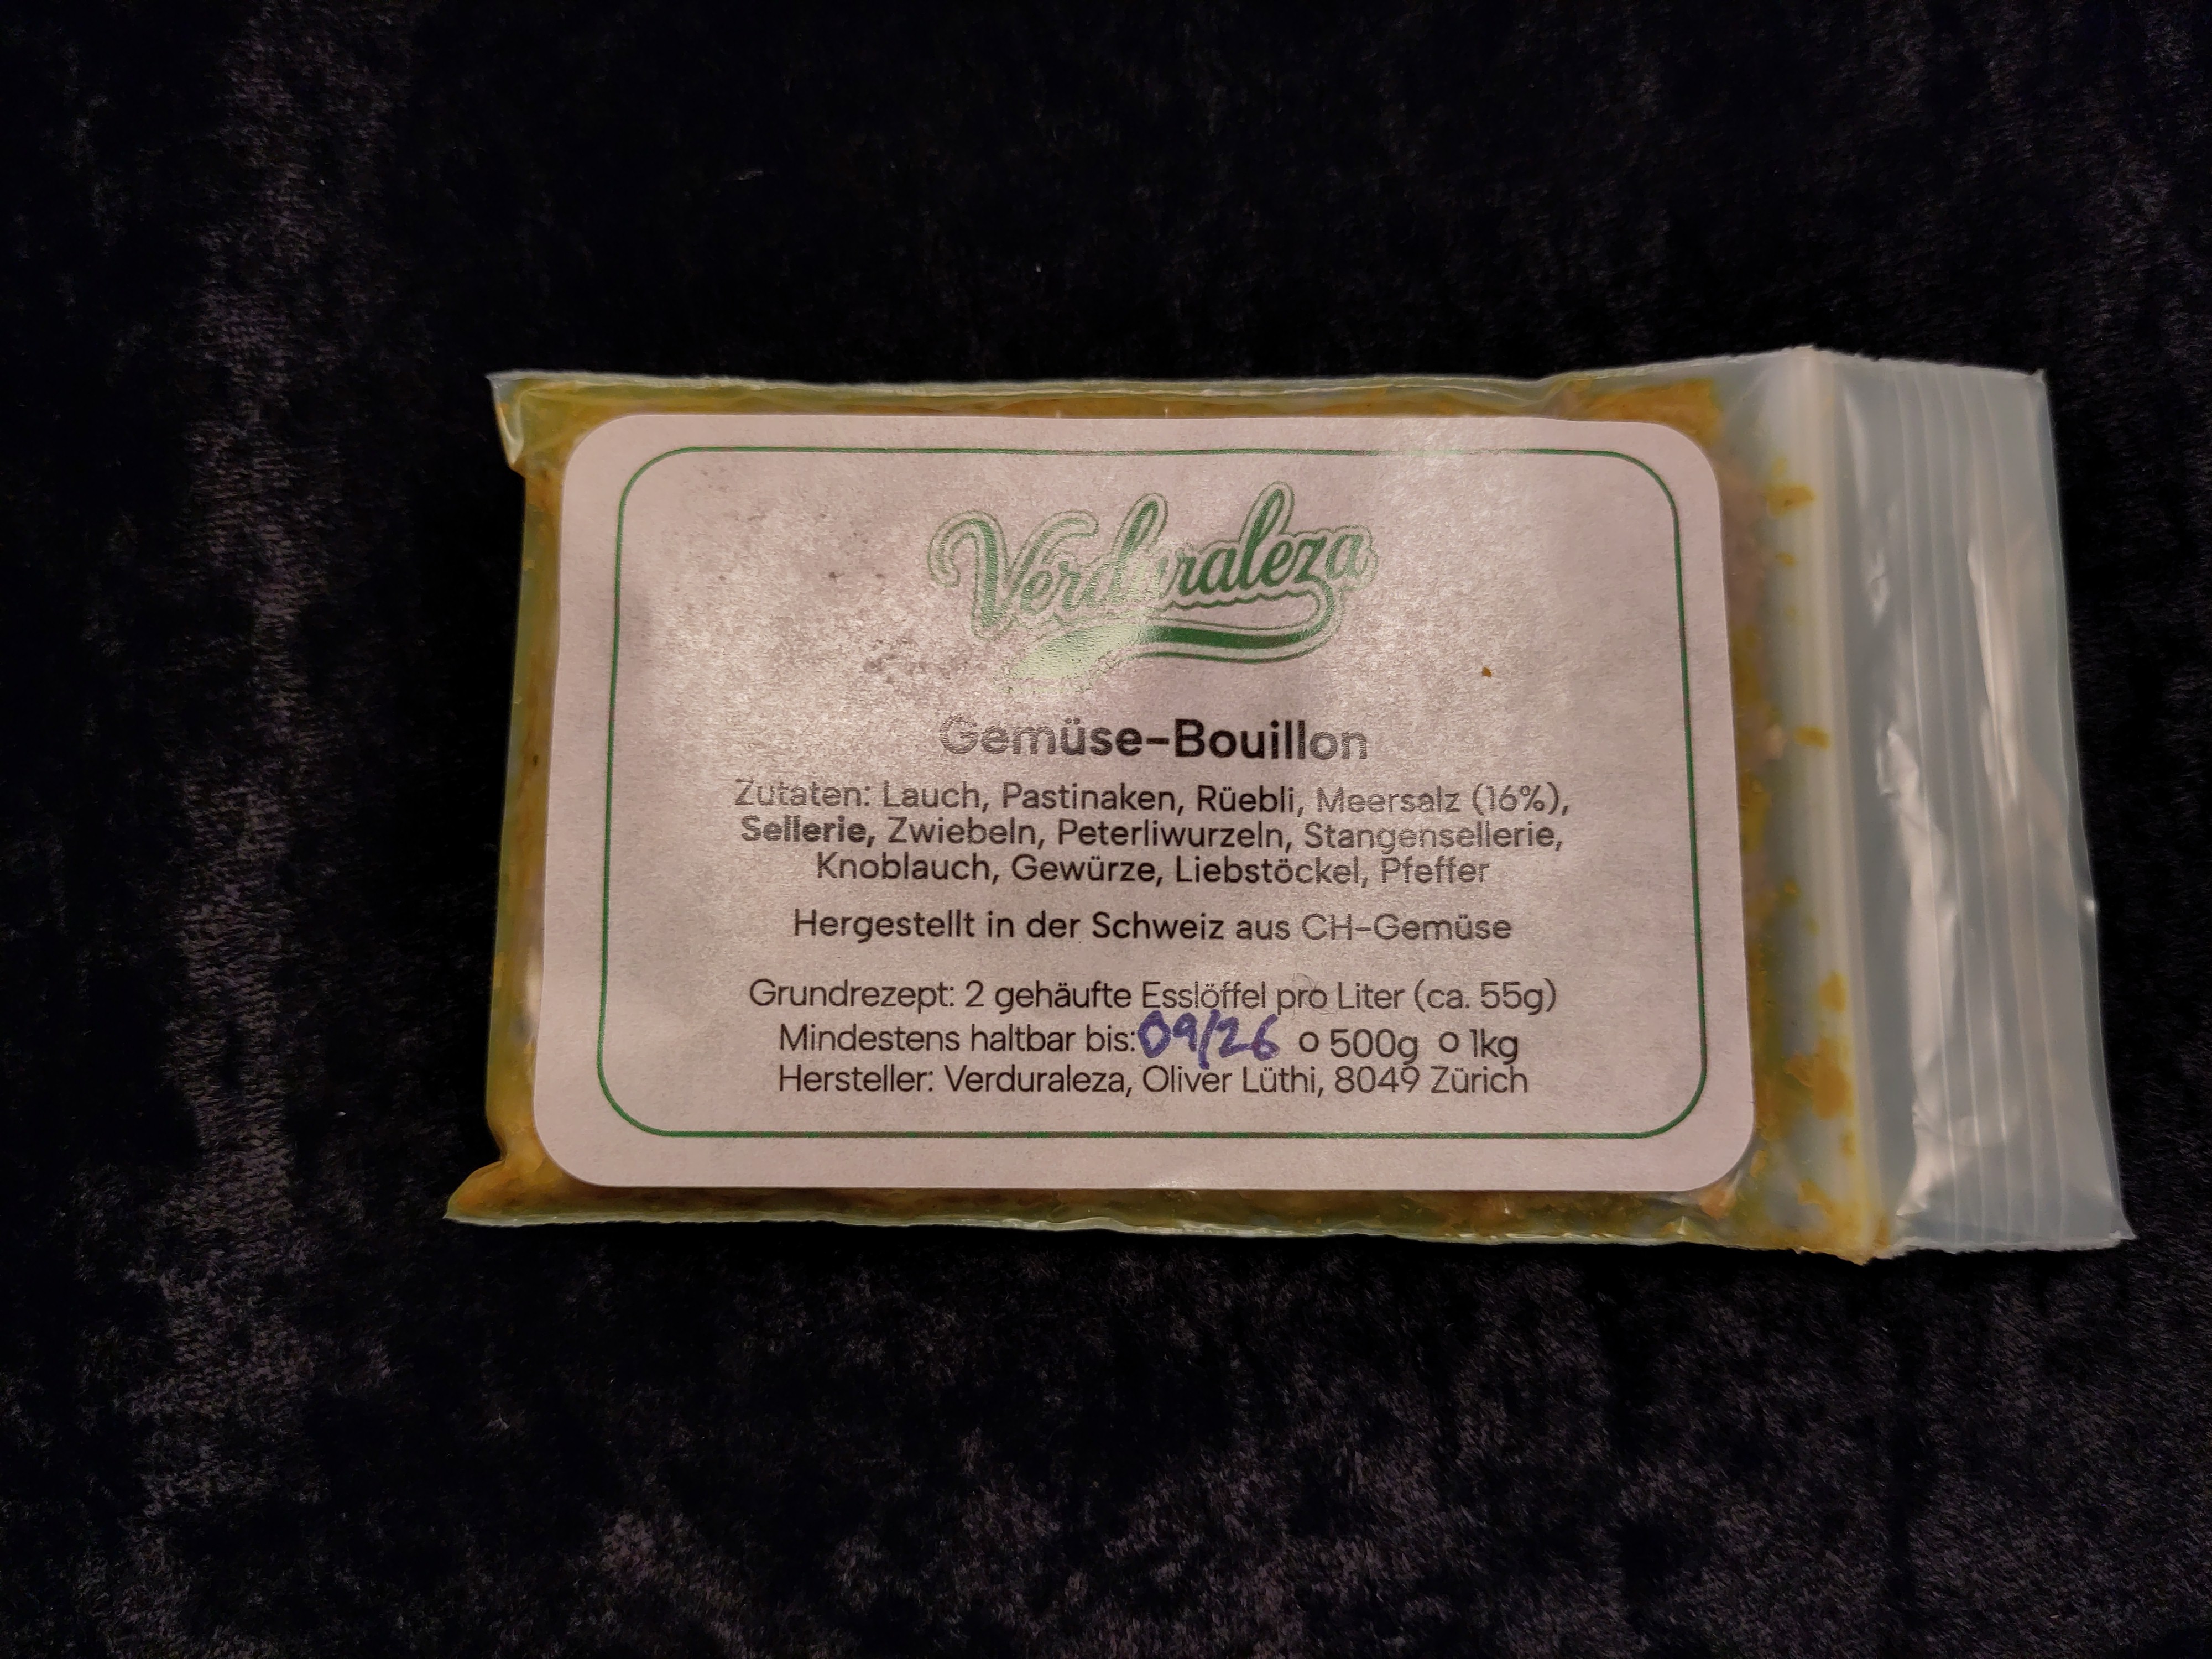 Verduraleza
Gemüse-Bouillon
Zutaten: Lauch, Pastinaken, Rüebli, Meersalz (16%),
Sellerie, Zwiebeln, Peterliwurzeln, Stangensellerie,
Knoblauch, Gewürze, Liebstöckel, Pfeffer
Hergestellt in der Schweiz aus CH-Gemüse
Grundrezept: 2 gehäufte Esslöffel pro Liter (ca. 55g)
Mindestens haltbar bis: 09/26 o 500g o 1kg
Hersteller: Verduraleza, Oliver Lüthi, 8049 Zürich